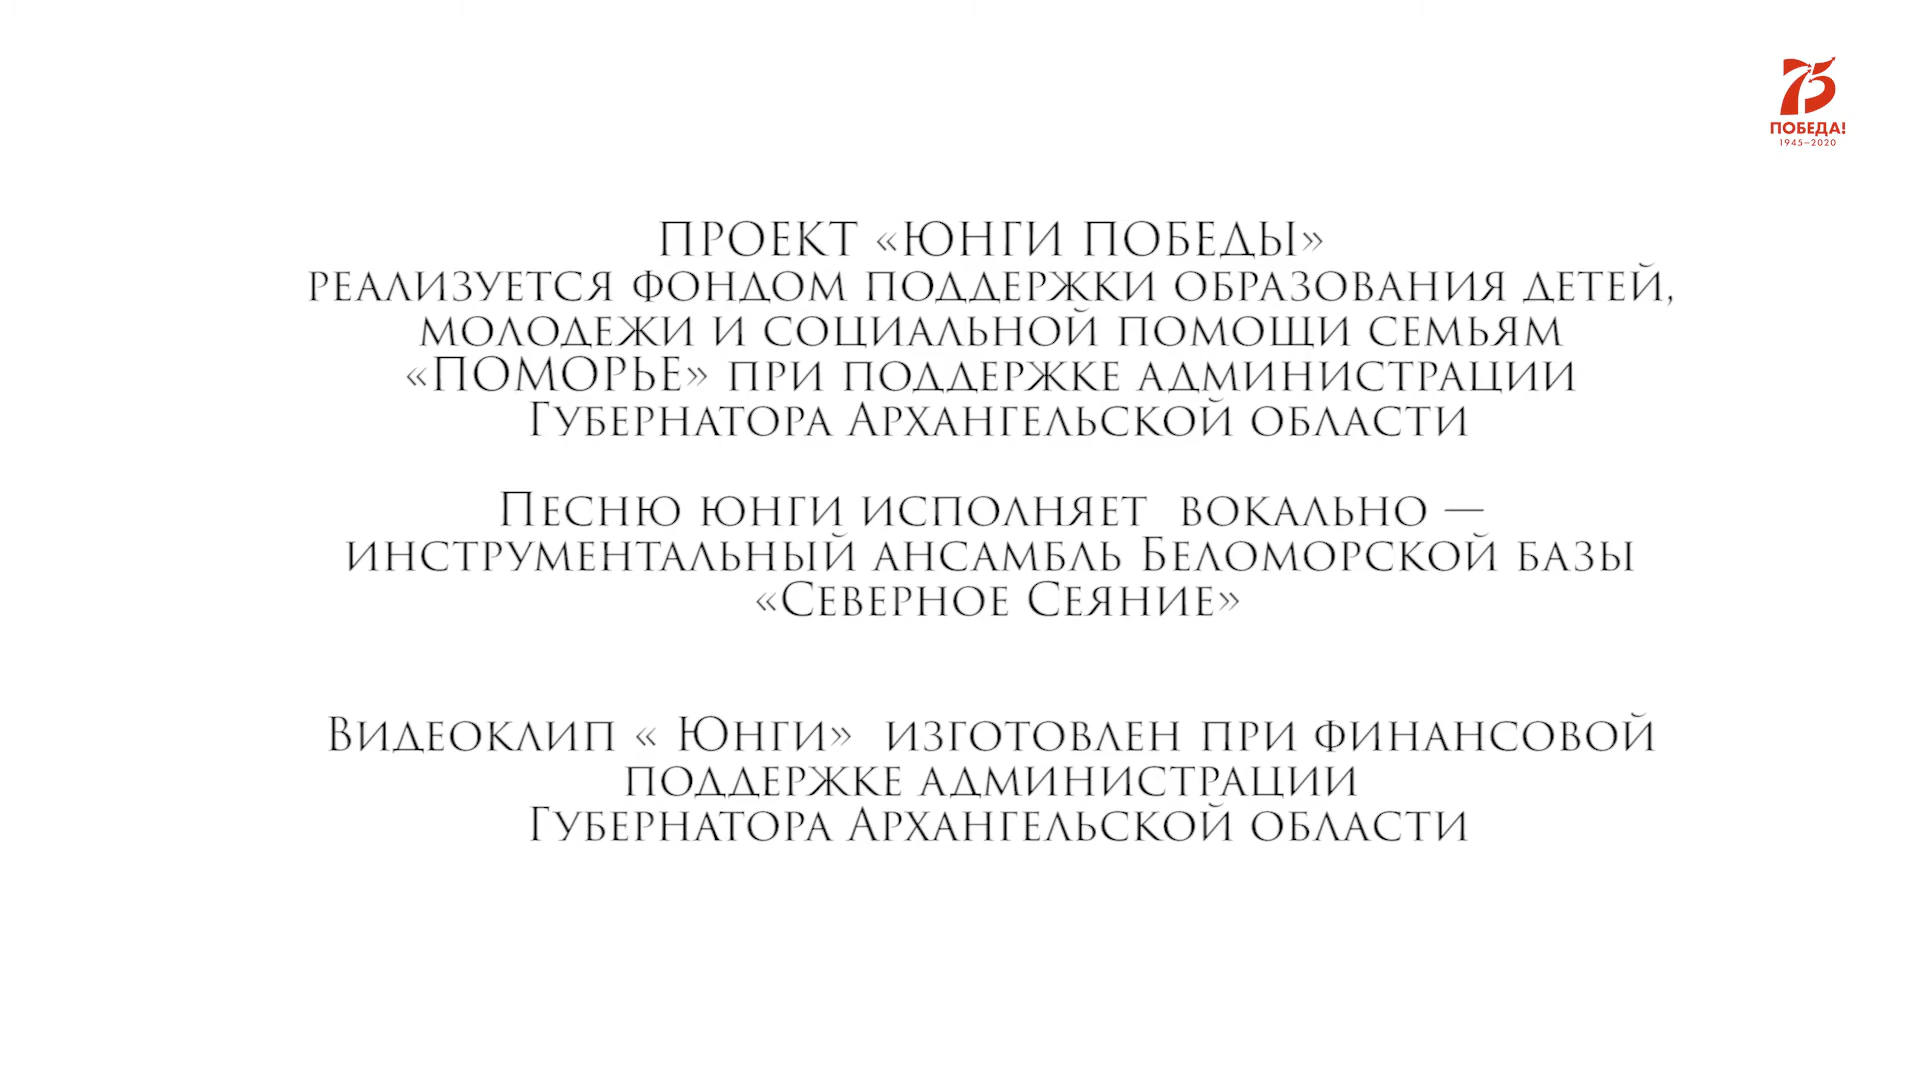 75
ПОБЕДА!
1945–2020
ПРОЕКТ «ЮНГИ ПОБЕДЫ»
РЕАЛИЗУЕТСЯ ФОНДОМ ПОДДЕРЖКИ ОБРАЗОВАНИЯ ДЕТЕЙ,
МОЛОДЕЖИ И СОЦИАЛЬНОЙ ПОМОЩИ СЕМЬЯМ
«ПОМОРЬЕ» ПРИ ПОДДЕРЖКЕ АДМИНИСТРАЦИИ
ГУБЕРНАТОРА АРХАНГЕЛЬСКОЙ ОБЛАСТИ
ПЕСНЮ ЮНГИ ИСПОЛНЯЕТ ВОКАЛЬНО —
ИНСТРУМЕНТАЛЬНЫЙ АНСАМБЛЬ БЕЛОМОРСКОЙ БАЗЫ
«СЕВЕРНОЕ СЕЯНИЕ»
ВИДЕОКЛИП « ЮНГИ» ИЗГОТОВЛЕН ПРИ ФИНАНСОВОЙ
ПОДДЕРЖКЕ АДМИНИСТРАЦИИ
ГУБЕРНАТОРА АРХАНГЕЛЬСКОЙ ОБЛАСТИ